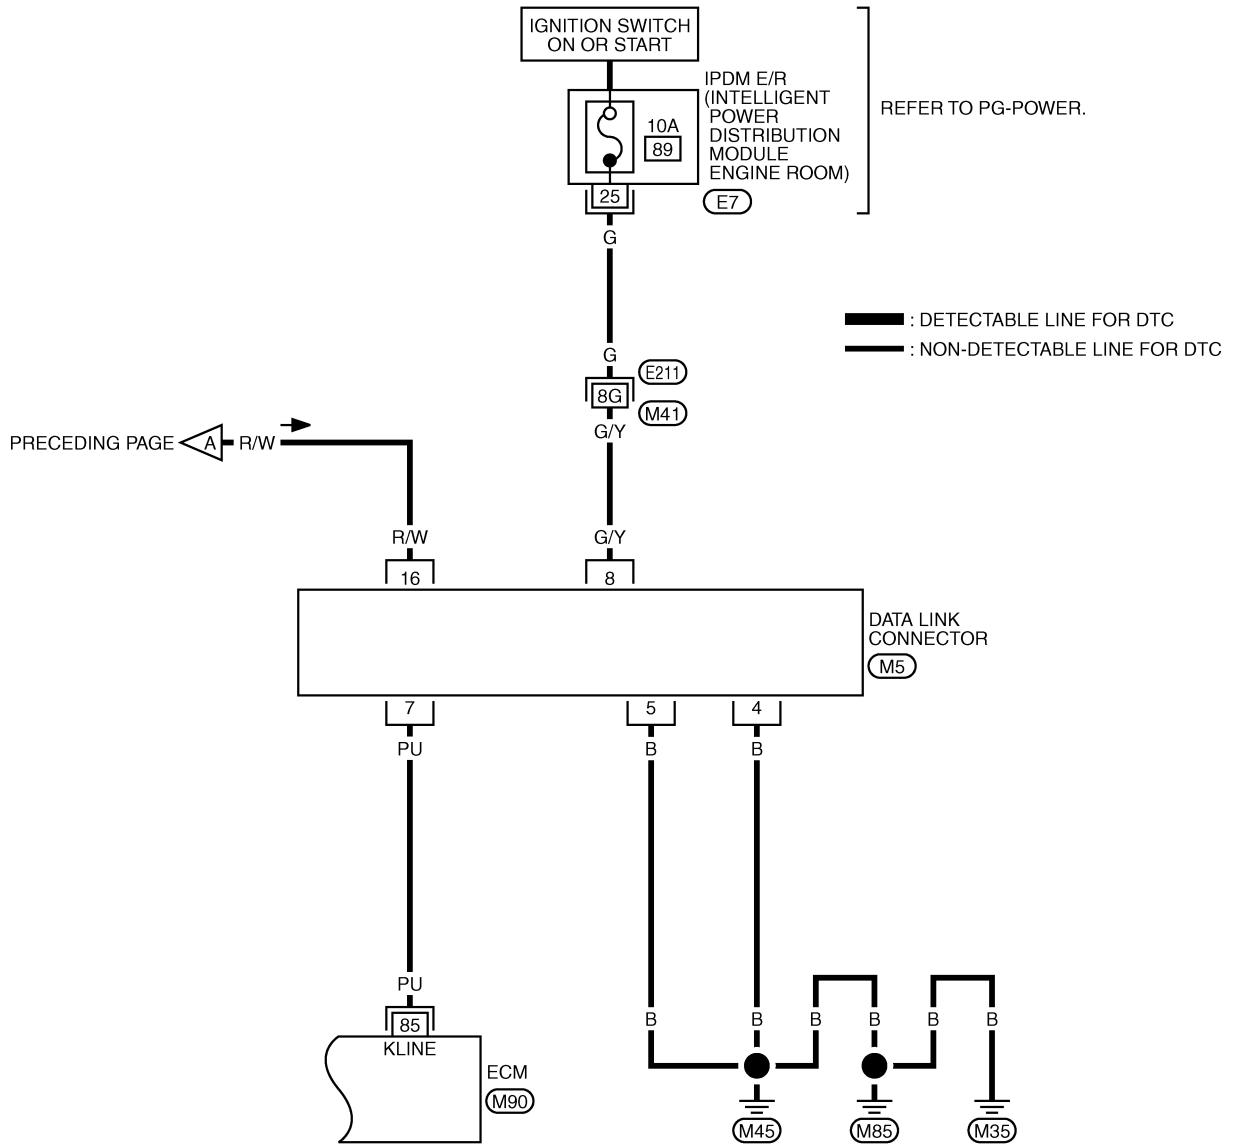 IGNITION SWITCH
ON OR START
IPDM E/R
(INTELLIGENT
POWER
DISTRIBUTION
MODULE
ENGINE ROOM)
REFER TO PG-POWER.
10A
89
25
E7
G
: DETECTABLE LINE FOR DTC
: NON-DETECTABLE LINE FOR DTC
G
E211
8G
M41
G/Y
PRECEDING PAGE
A
R/W
R/W
G/Y
16
8
DATA LINK
CONNECTOR
M5
7
5
4
PU
B
B
PU
B
B
B
B
B
B
85
KLINE
ECM
M90
M45
M85
M35